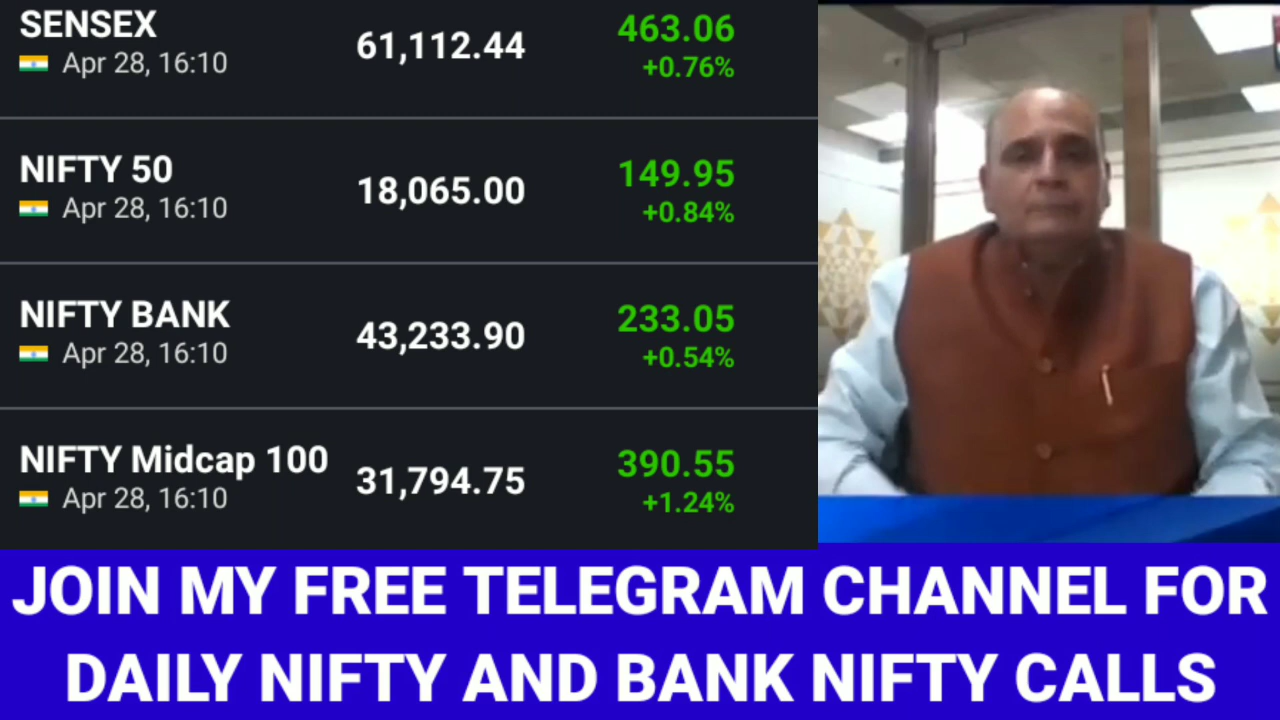 SENSEX
Apr 28, 16:10
61,112.44
463.06
+0.76%
NIFTY 50
Apr 28, 16:10
18,065.00
149.95
+0.84%
NIFTY BANK
Apr 28, 16:10
43,233.90
233.05
+0.54%
NIFTY Midcap 100
Apr 28, 16:10
31,794.75
390.55
+1.24%
JOIN MY FREE TELEGRAM CHANNEL FOR
DAILY NIFTY AND BANK NIFTY CALLS